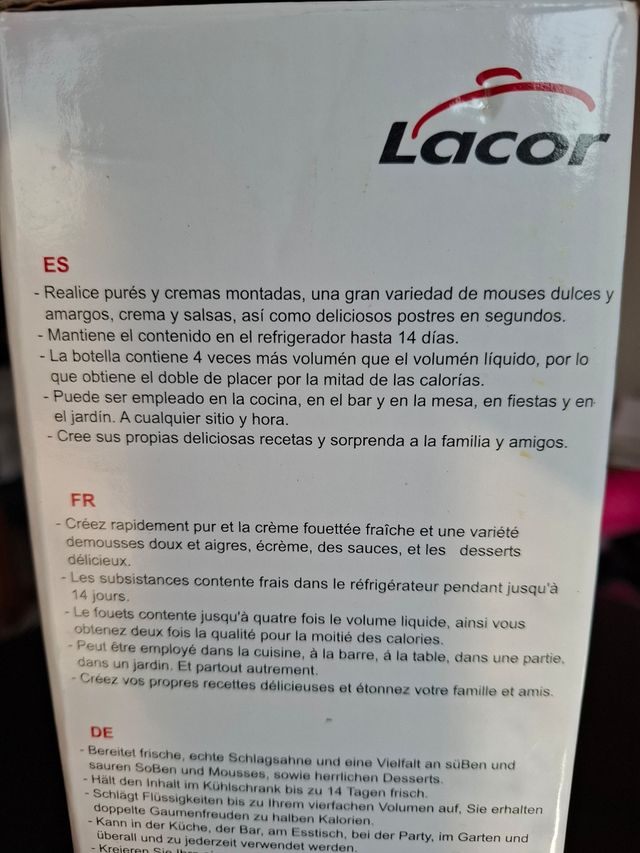 Lacor
ES
- Realice purés y cremas montadas, una gran variedad de mouses dulces y
amargos, crema y salsas, así como deliciosos postres en segundos.
- Mantiene el contenido en el refrigerador hasta 14 días.
- La botella contiene 4 veces más volumén que el volumén líquido, por lo
que obtiene el doble de placer por la mitad de las calorías.
- Puede ser empleado en la cocina, en el bar y en la mesa, en fiestas y en
el jardín. A cualquier sitio y hora.
- Cree sus propias deliciosas recetas y sorprenda a la familia y amigos.
FR
- Créez rapidement pur et la crème fouettée fraîche et une variété
demousses doux et aigres, écrème, des sauces, et les desserts
délicieux.
- Les subsistances contente frais dans le réfrigérateur pendant jusqu'à
14 jours.
- Le fouets contente jusqu'à quatre fois le volume liquide, ainsi vous
obtenez deux fois la qualité pour la moitié des calories.
- Peut être employé dans la cuisine, à la barre, á la table, dans une partie,
dans un jardin. Et partout autrement.
- Créez vos propres recettes délicieuses et étonnez votre famille et amis.
DE
- Bereitet frische, echte Schlagsahne und eine Vielfalt an süBen und
sauren SoBen und Mousses, sowie herrlichen Desserts.
- Hält den Inhalt im Kühlschrank bis zu 14 Tagen frisch.
- Schlägt Flüssigkeiten bis zu Ihrem vierfachen Volumen auf, Sie erhalten
doppelte Gaumenfreuden zu halben Kalorien.
- Kann in der Küche, der Bar, am Esstisch, bei der Party, im Garten und
überall und zu jederzeit verwendet werden.
- Kreieren